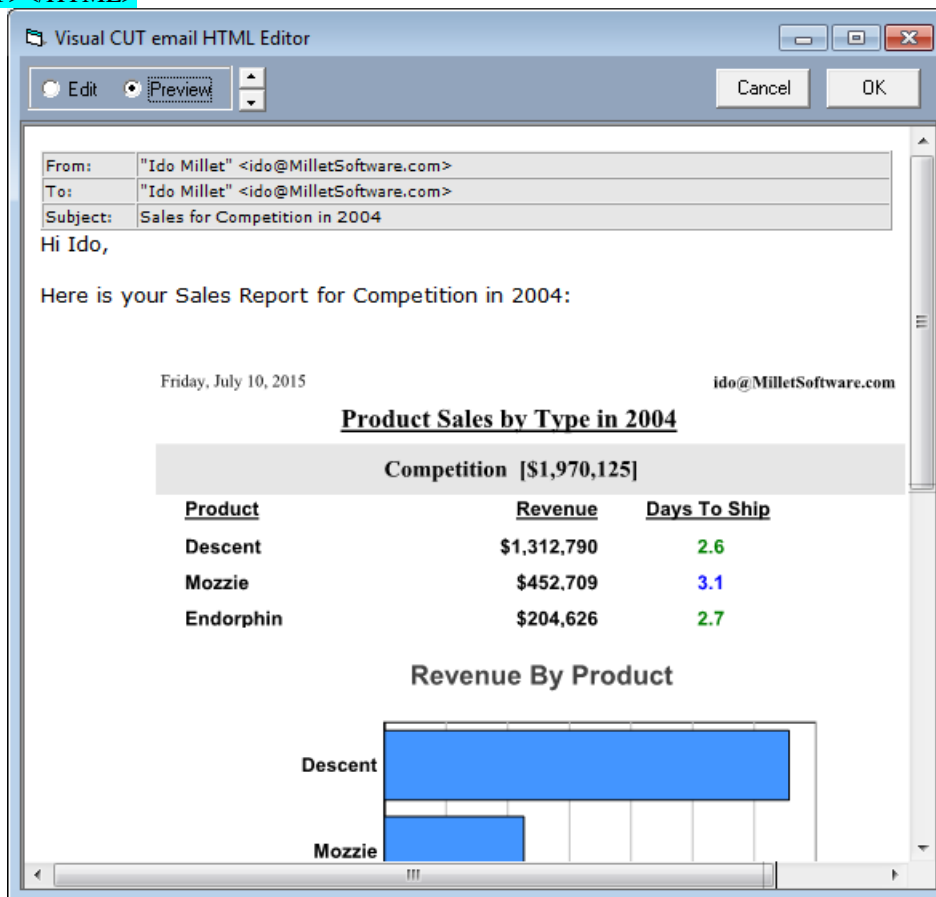 Visual CUT email HTML Editor
Edit Preview Cancel OK
From: "Ido Millet" <ido@MilletSoftware.com>
To: "Ido Millet" <ido@MilletSoftware.com>
Subject: Sales for Competition in 2004
Hi Ido,
Here is your Sales Report for Competition in 2004:
Friday, July 10, 2015 ido@MilletSoftware.com
Product Sales by Type in 2004
Competition [$1,970,125]
Product Revenue Days To Ship
Descent $1,312,790 2.6
Mozzie $452,709 3.1
Endorphin $204,626 2.7
Revenue By Product
Descent
Mozzie